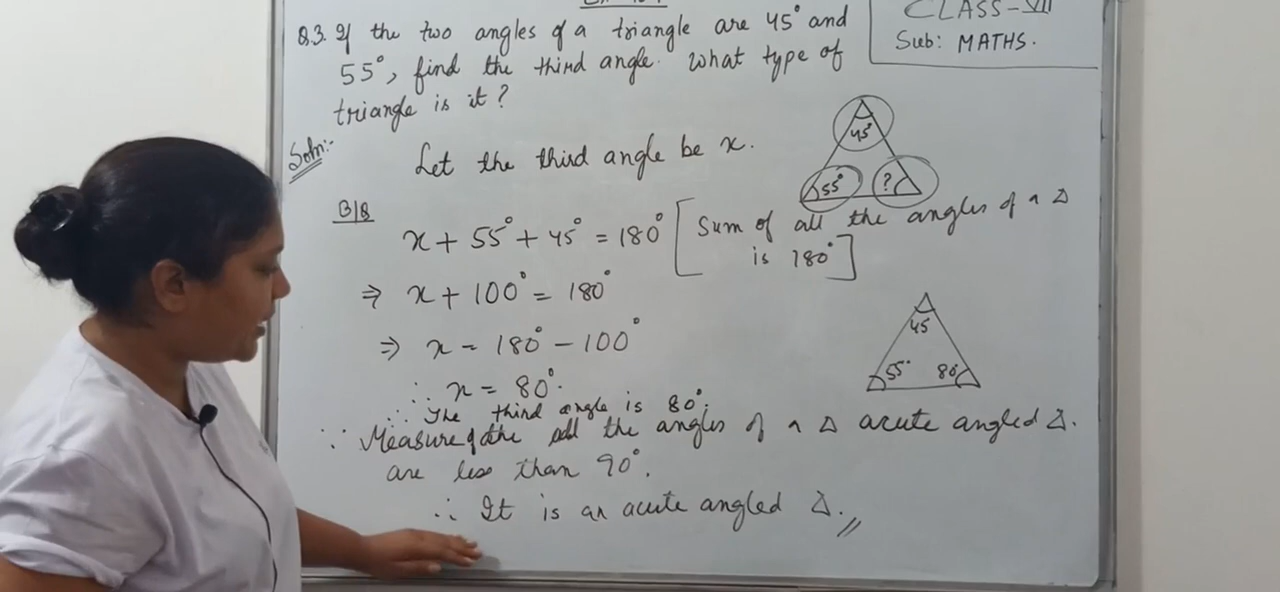 CLASS-VII
Sub: MATHS.
Q.3. If the two angles of a triangle are 45° and
55°, find the third angle. What type of
triangle is it?
Soln:-
Let the third angle be x.
45°
55°
?
x + 55° + 45° = 180° [Sum of all the angles of a Δ
is 180°]
⇒ x + 100° = 180°
⇒ x = 180° - 100°
∴ x = 80°.
45
55°
80°
∴ The third angle is 80°.
∵ Measure of the all the angles of a Δ acute angled Δ.
are less than 90°.
∴ It is an acute angled Δ.